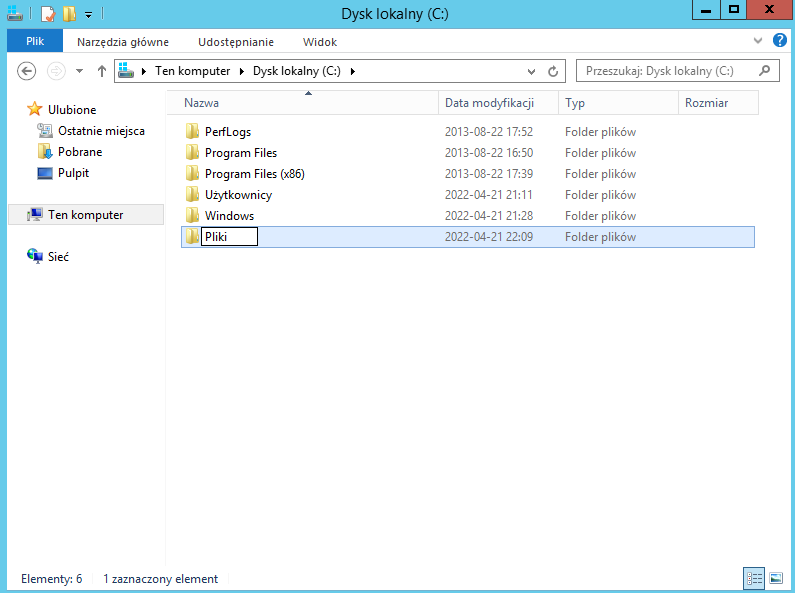 Dysk lokalny (C:)
Plik Narzędzia główne Udostępnianie Widok
Ten komputer Dysk lokalny (C:) Przeszukaj: Dysk lokalny (C:)
Ulubione
Ostatnie miejsca
Pobrane
Pulpit
Ten komputer
Sieć
Nazwa Data modyfikacji Typ Rozmiar
PerfLogs 2013-08-22 17:52 Folder plików
Program Files 2013-08-22 16:50 Folder plików
Program Files (x86) 2013-08-22 17:39 Folder plików
Użytkownicy 2022-04-21 21:11 Folder plików
Windows 2022-04-21 21:28 Folder plików
Pliki 2022-04-21 22:09 Folder plików
Elementy: 6 1 zaznaczony element